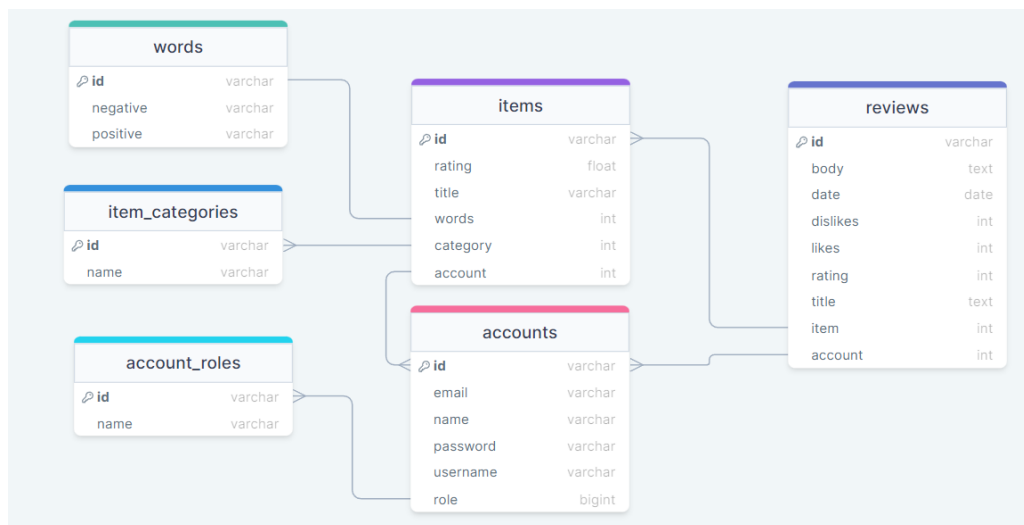 words
id varchar
negative varchar
positive varchar
item_categories
id varchar
name varchar
account_roles
id varchar
name varchar
items
id varchar
rating float
title varchar
words int
category int
account int
accounts
id varchar
email varchar
name varchar
password varchar
username varchar
role bigint
reviews
id varchar
body text
date date
dislikes int
likes int
rating int
title text
item int
account int